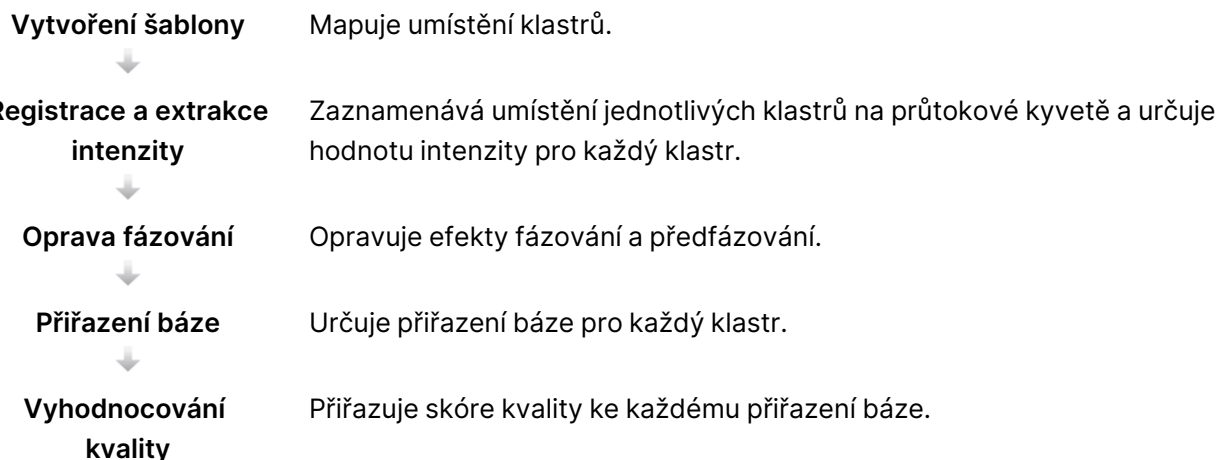 Vytvoření šablony Mapuje umístění klastrů.
Registrace a extrakce Zaznamenává umístění jednotlivých klastrů na průtokové kyvetě a určuje
intenzity hodnotu intenzity pro každý klastr.
Oprava fázování Opravuje efekty fázování a předfázování.
Přiřazení báze Určuje přiřazení báze pro každý klastr.
Vyhodnocování Přiřazuje skóre kvality ke každému přiřazení báze.
kvality